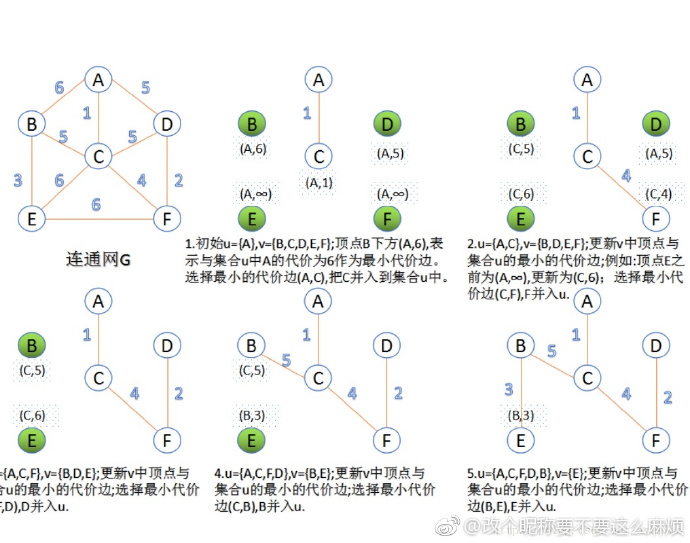 A
6
5
1
B
D
5
5
C
3
6
4
2
6
E
F
连通网G
A
1
B
D
(A,6)
C
(A,5)
(A,1)
(A,∞)
(A,∞)
E
F
1.初始u={A},v={B,C,D,E,F};顶点B下方(A,6),表
示与集合u中A的代价为6作为最小代价边。
选择最小的代价边(A,C),把C并入到集合u中。
A
1
B
D
(C,5)
C
(A,5)
4
(C,6)
(C,4)
E
F
2.u={A,C},v={B,D,E,F};更新v中顶点与
集合u的最小的代价边;例如:顶点E之
前为(A,∞),更新为(C,6)；选择最小代
价边(C,F),F并入u.
A
1
B
D
(C,5)
C
4
2
(C,6)
E
F
={A,C,F},v={B,D,E};更新v中顶点与
合u的最小的代价边;选择最小代价
F,D),D并入u.
A
1
B
D
5
(C,5)
C
4
2
(B,3)
E
F
4.u={A,C,F,D},v={B,E};更新v中顶点与
集合u的最小的代价边;选择最小代价
边(C,B),B并入u.
A
1
B
D
5
C
3
4
2
(B,3)
E
F
5.u={A,C,F,D,B},v={E};更新v中顶点与
集合u的最小的代价边;选择最小代价
边(B,E),E并入u.
@改个昵称要不要这么麻烦